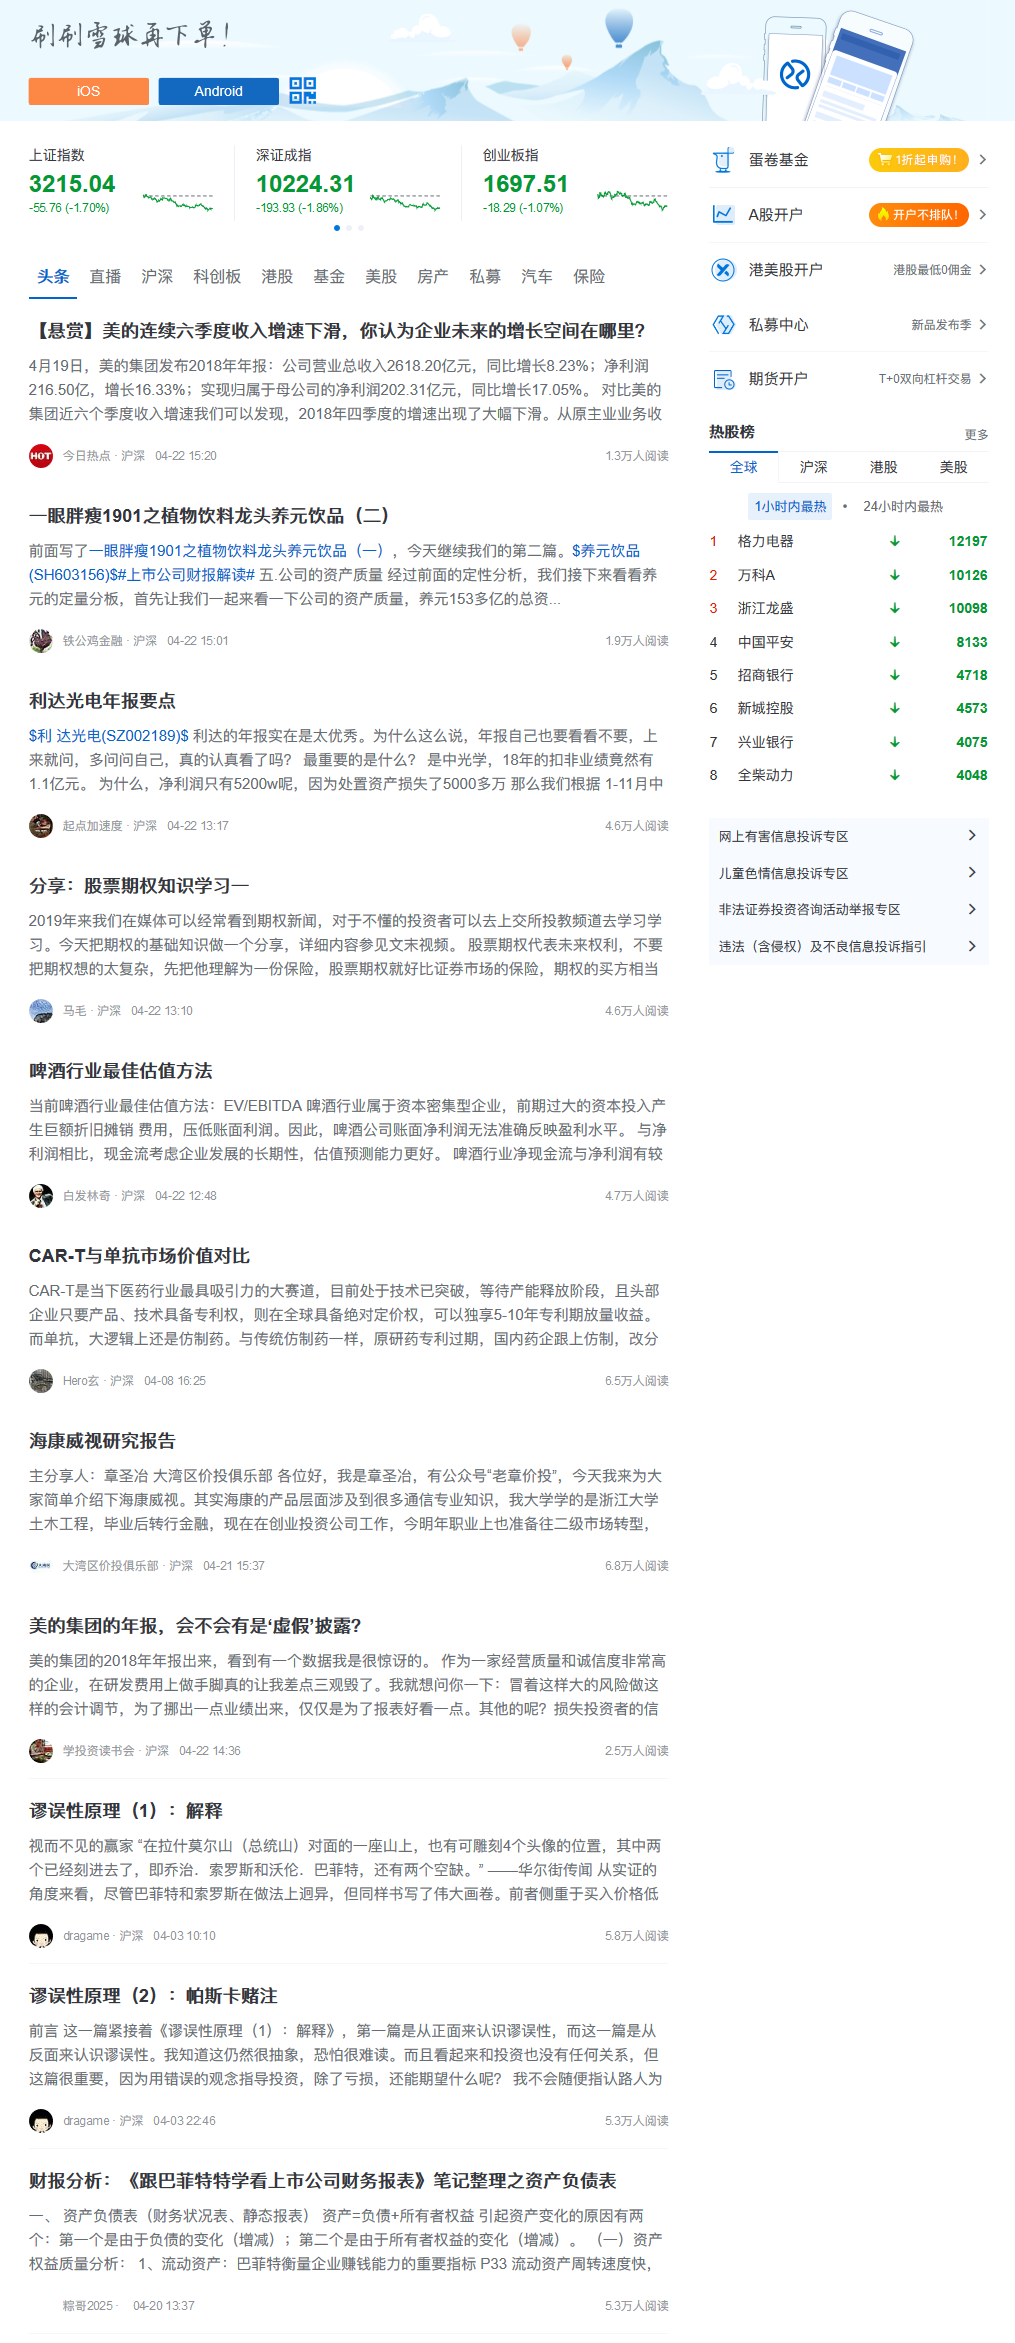 刷刷雪球再下单!
iOS
Android
上证指数
3215.04
-55.76 (-1.70%)
深证成指
10224.31
-193.93 (-1.86%)
创业板指
1697.51
-18.29 (-1.07%)
头条 直播 沪深 科创板 港股 基金 美股 房产 私募 汽车 保险
【悬赏】美的连续六季度收入增速下滑，你认为企业未来的增长空间在哪里?
4月19日，美的集团发布2018年年报：公司营业总收入2618.20亿元，同比增长8.23%；净利润
216.50亿，增长16.33%；实现归属于母公司的净利润202.31亿元，同比增长17.05%。 对比美的
集团近六个季度收入增速我们可以发现，2018年四季度的增速出现了大幅下滑。从原主业业务收
HOT 今日热点 · 沪深 04-22 15:20 1.3万人阅读
一眼胖瘦1901之植物饮料龙头养元饮品（二）
前面写了一眼胖瘦1901之植物饮料龙头养元饮品（一），今天继续我们的第二篇。$养元饮品
(SH603156)$#上市公司财报解读# 五.公司的资产质量 经过前面的定性分析，我们接下来看看养
元的定量分板，首先让我们一起来看一下公司的资产质量，养元153多亿的总资...
铁公鸡金融 · 沪深 04-22 15:01 1.9万人阅读
利达光电年报要点
$利 达光电(SZ002189)$ 利达的年报实在是太优秀。为什么这么说，年报自己也要看看不要，上
来就问，多问问自己，真的认真看了吗？ 最重要的是什么？ 是中光学，18年的扣非业绩竟然有
1.1亿元。 为什么，净利润只有5200w呢，因为处置资产损失了5000多万 那么我们根据 1-11月中
起点加速度 · 沪深 04-22 13:17 4.6万人阅读
分享：股票期权知识学习一
2019年来我们在媒体可以经常看到期权新闻，对于不懂的投资者可以去上交所投教频道去学习学
习。今天把期权的基础知识做一个分享，详细内容参见文末视频。 股票期权代表未来权利，不要
把期权想的太复杂，先把他理解为一份保险，股票期权就好比证券市场的保险，期权的买方相当
马毛 · 沪深 04-22 13:10 4.6万人阅读
啤酒行业最佳估值方法
当前啤酒行业最佳估值方法：EV/EBITDA 啤酒行业属于资本密集型企业，前期过大的资本投入产
生巨额折旧摊销 费用，压低账面利润。因此，啤酒公司账面净利润无法准确反映盈利水平。 与净
利润相比，现金流考虑企业发展的长期性，估值预测能力更好。 啤酒行业净现金流与净利润有较
白发林奇 · 沪深 04-22 12:48 4.7万人阅读
CAR-T与单抗市场价值对比
CAR-T是当下医药行业最具吸引力的大赛道，目前处于技术已突破，等待产能释放阶段，且头部
企业只要产品、技术具备专利权，则在全球具备绝对定价权，可以独享5-10年专利期放量收益。
而单抗，大逻辑上还是仿制药。与传统仿制药一样，原研药专利过期，国内药企跟上仿制，改分
Hero玄 · 沪深 04-08 16:25 6.5万人阅读
海康威视研究报告
主分享人：章圣冶 大湾区价投俱乐部 各位好，我是章圣冶，有公众号“老章价投”，今天我来为大
家简单介绍下海康威视。其实海康的产品层面涉及到很多通信专业知识，我大学学的是浙江大学
土木工程，毕业后转行金融，现在在创业投资公司工作，今明年职业上也准备往二级市场转型，
大湾区价投俱乐部 · 沪深 04-21 15:37 6.8万人阅读
美的集团的年报，会不会有是‘虚假’披露?
美的集团的2018年年报出来，看到有一个数据我是很惊讶的。 作为一家经营质量和诚信度非常高
的企业，在研发费用上做手脚真的让我差点三观毁了。我就想问你一下：冒着这样大的风险做这
样的会计调节，为了挪出一点业绩出来，仅仅是为了报表好看一点。其他的呢？损失投资者的信
学投资读书会 · 沪深 04-22 14:36 2.5万人阅读
谬误性原理（1）：解释
视而不见的赢家 “在拉什莫尔山（总统山）对面的一座山上，也有可雕刻4个头像的位置，其中两
个已经刻进去了，即乔治．索罗斯和沃伦．巴菲特，还有两个空缺。” ——华尔街传闻 从实证的
角度来看，尽管巴菲特和索罗斯在做法上迥异，但同样书写了伟大画卷。前者侧重于买入价格低
dragame · 沪深 04-03 10:10 5.8万人阅读
谬误性原理（2）：帕斯卡赌注
前言 这一篇紧接着《谬误性原理（1）：解释》，第一篇是从正面来认识谬误性，而这一篇是从
反面来认识谬误性。我知道这仍然很抽象，恐怕很难读。而且看起来和投资也没有任何关系，但
这篇很重要，因为用错误的观念指导投资，除了亏损，还能期望什么呢？ 我不会随便指认路人为
dragame · 沪深 04-03 22:46 5.3万人阅读
财报分析：《跟巴菲特特学看上市公司财务报表》笔记整理之资产负债表
一、 资产负债表（财务状况表、静态报表） 资产=负债+所有者权益 引起资产变化的原因有两
个：第一个是由于负债的变化（增减）；第二个是由于所有者权益的变化（增减）。 （一）资产
权益质量分析： 1、流动资产：巴菲特衡量企业赚钱能力的重要指标 P33 流动资产周转速度快，
粽哥2025 · 04-20 13:37 5.3万人阅读
蛋卷基金 1折起申购!
A股开户 开户不排队!
港美股开户 港股最低0佣金
私募中心 新品发布季
期货开户 T+0双向杠杆交易
热股榜 更多
全球 沪深 港股 美股
1小时内最热 • 24小时内最热
1 格力电器 ↓ 12197
2 万科A ↓ 10126
3 浙江龙盛 ↓ 10098
4 中国平安 ↓ 8133
5 招商银行 ↓ 4718
6 新城控股 ↓ 4573
7 兴业银行 ↓ 4075
8 全柴动力 ↓ 4048
网上有害信息投诉专区
儿童色情信息投诉专区
非法证券投资咨询活动举报专区
违法（含侵权）及不良信息投诉指引